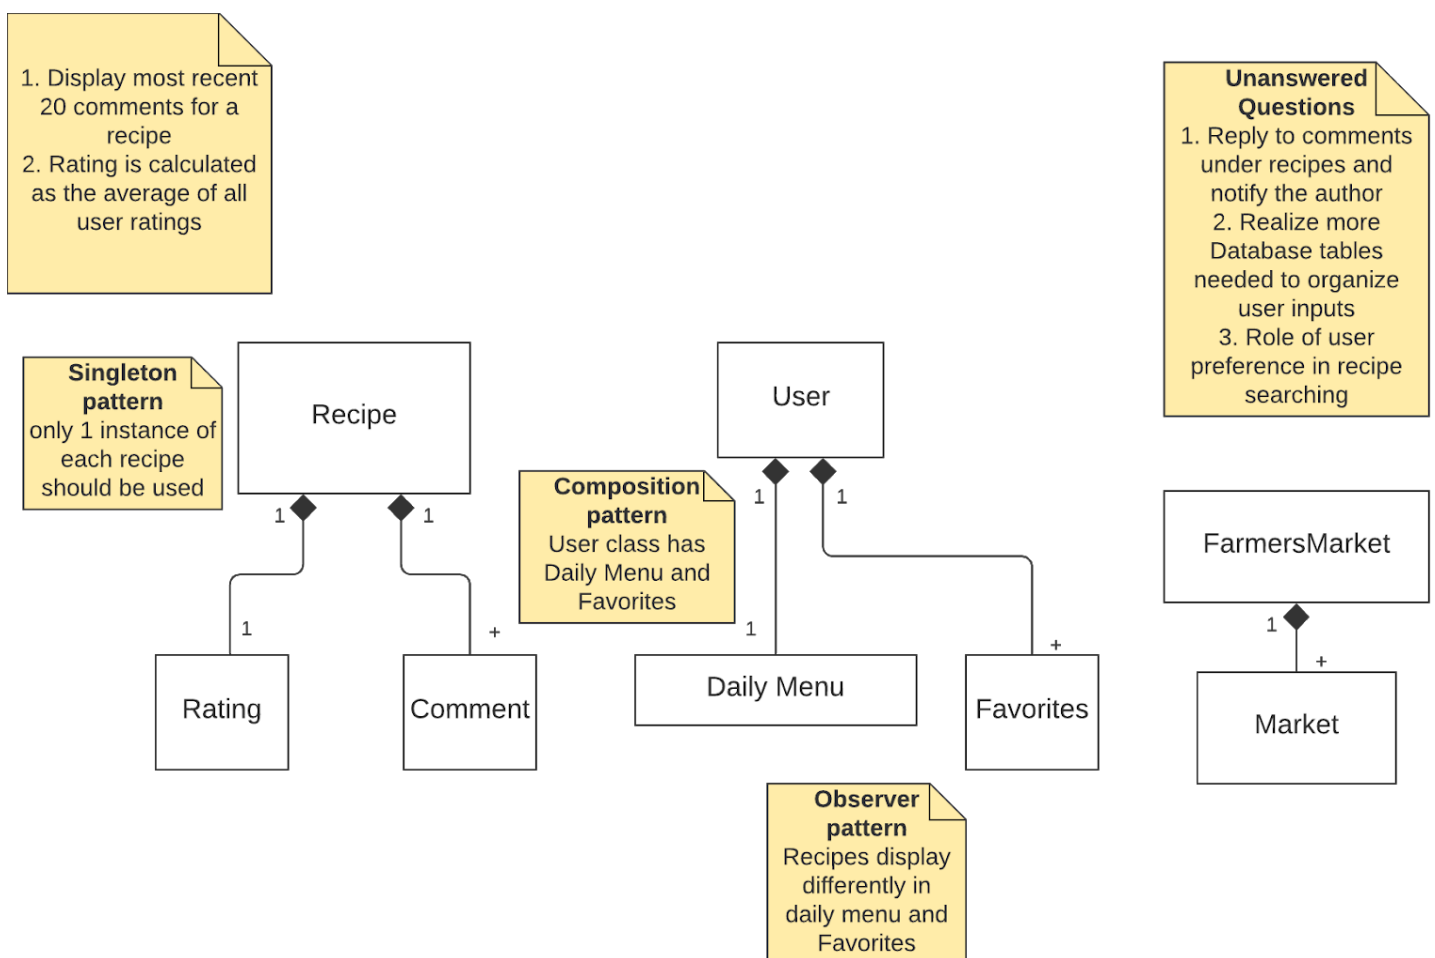 1. Display most recent
20 comments for a
recipe
2. Rating is calculated
as the average of all
user ratings
Unanswered
Questions
1. Reply to comments
under recipes and
notify the author
2. Realize more
Database tables
needed to organize
user inputs
3. Role of user
preference in recipe
searching
Singleton
pattern
only 1 instance of
each recipe
should be used
Recipe
1
1
1
+
Rating
Comment
User
1
1
Composition
pattern
User class has
Daily Menu and
Favorites
1
+
Daily Menu
Favorites
Observer
pattern
Recipes display
differently in
daily menu and
Favorites
FarmersMarket
1
+
Market